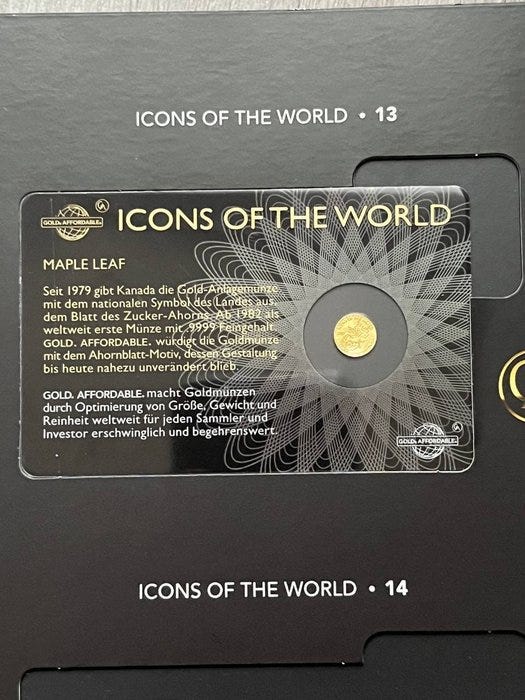 ICONS OF THE WORLD • 13
GOLD. AFFORDABLE.
ICONS OF THE WORLD
MAPLE LEAF
Seit 1979 gibt Kanada die Gold-Anlagemünze
mit dem nationalen Symbol des Landes aus,
dem Blatt des Zucker-Ahorns. Ab 1982 als
weltweit erste Münze mit .9999 Feingehalt.
GOLD. AFFORDABLE. würdigt die Goldmünze
mit dem Ahornblatt-Motiv, dessen Gestaltung
bis heute nahezu unverändert blieb.
GOLD. AFFORDABLE. macht Goldmünzen
durch Optimierung von Größe, Gewicht und
Reinheit weltweit für jeden Sammler und
Investor erschwinglich und begehrenswert.
GOLD. AFFORDABLE.
ICONS OF THE WORLD • 14